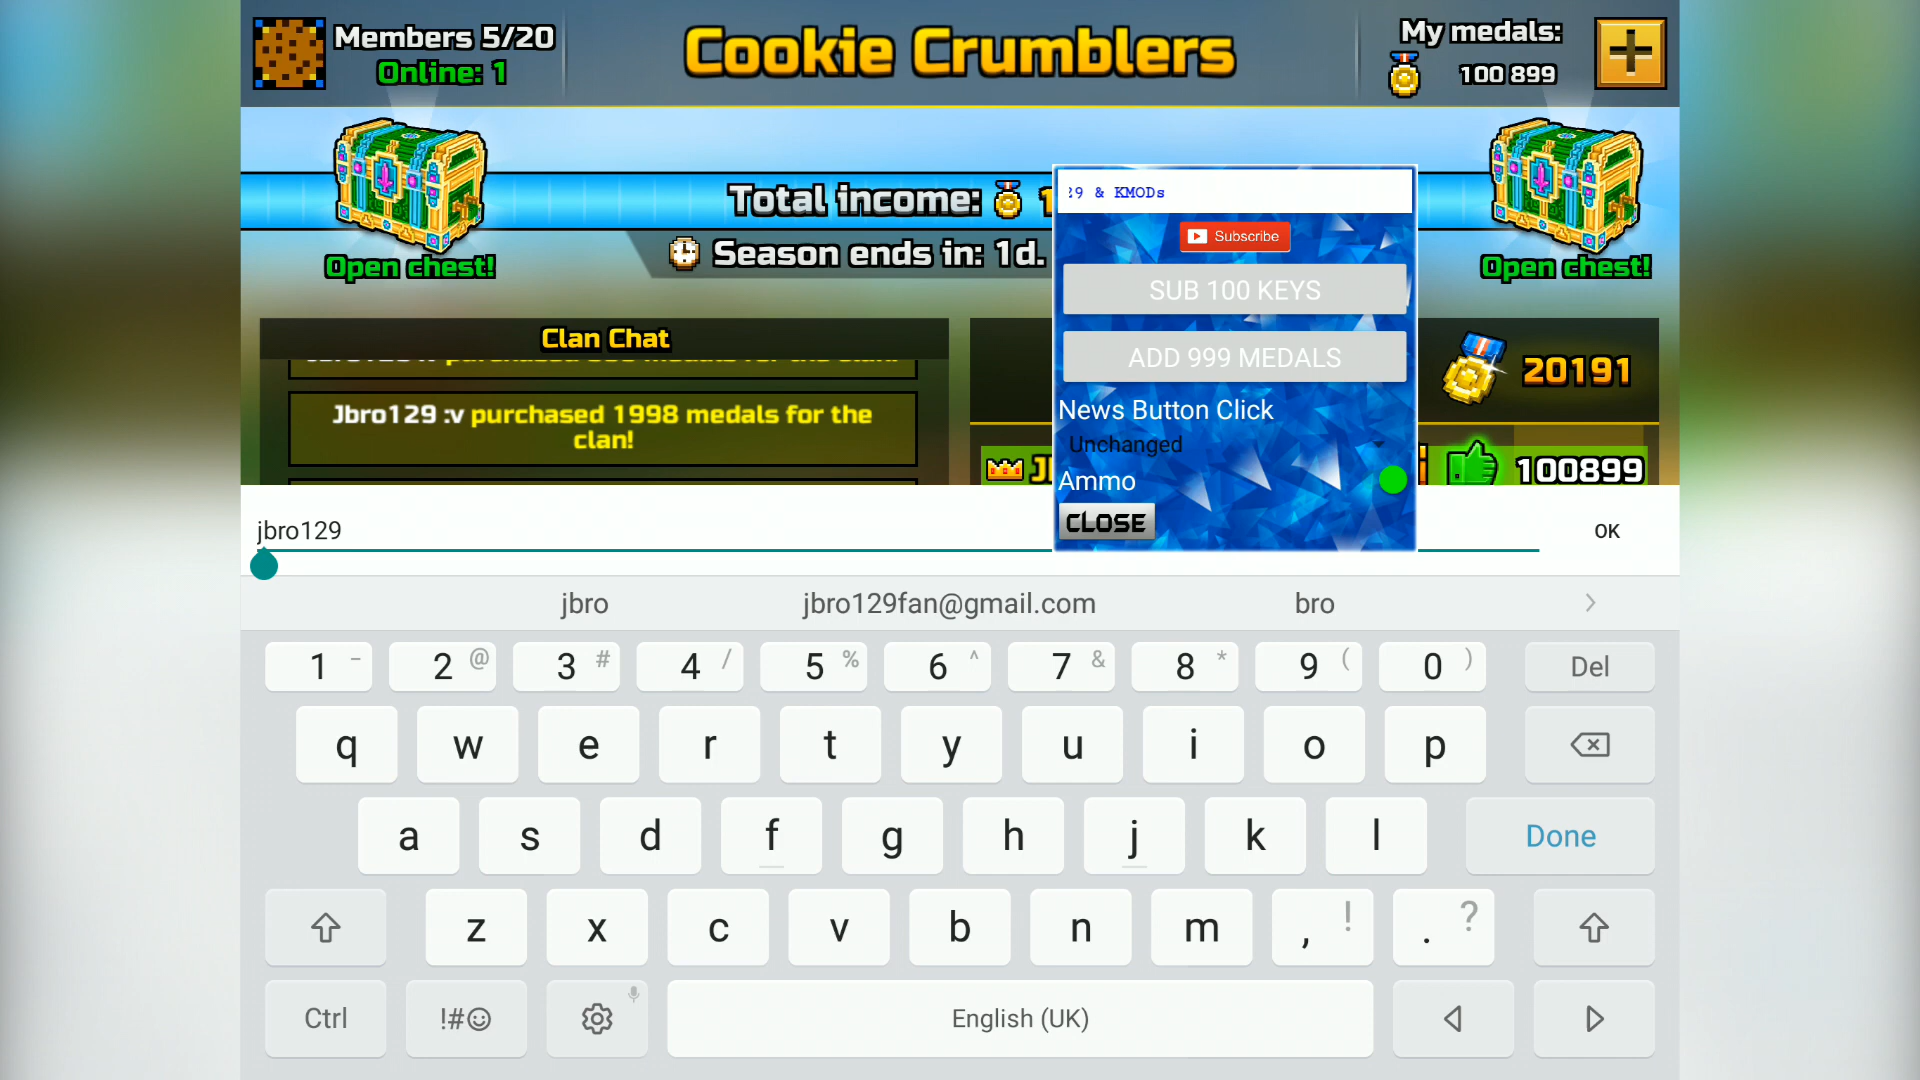 Members 5/20
Online: 1
Cookie Crumblers
My medals:
100 899
Open chest!
Total income:
Season ends in: 1d.
Open chest!
29 & KMODs
Subscribe
SUB 100 KEYS
ADD 999 MEDALS
News Button Click
Unchanged
Ammo
CLOSE
Clan Chat
Jbro129 :v purchased 1998 medals for the
clan!
20191
100899
jbro129
OK
jbro
jbro129fan@gmail.com
bro
1 - 2 @ 3 # 4 / 5 % 6 ^ 7 & 8 * 9 ( 0 ) Del
q w e r t y u i o p
a s d f g h j k l Done
z x c v b n m , ! . ?
Ctrl !#☺ English (UK)